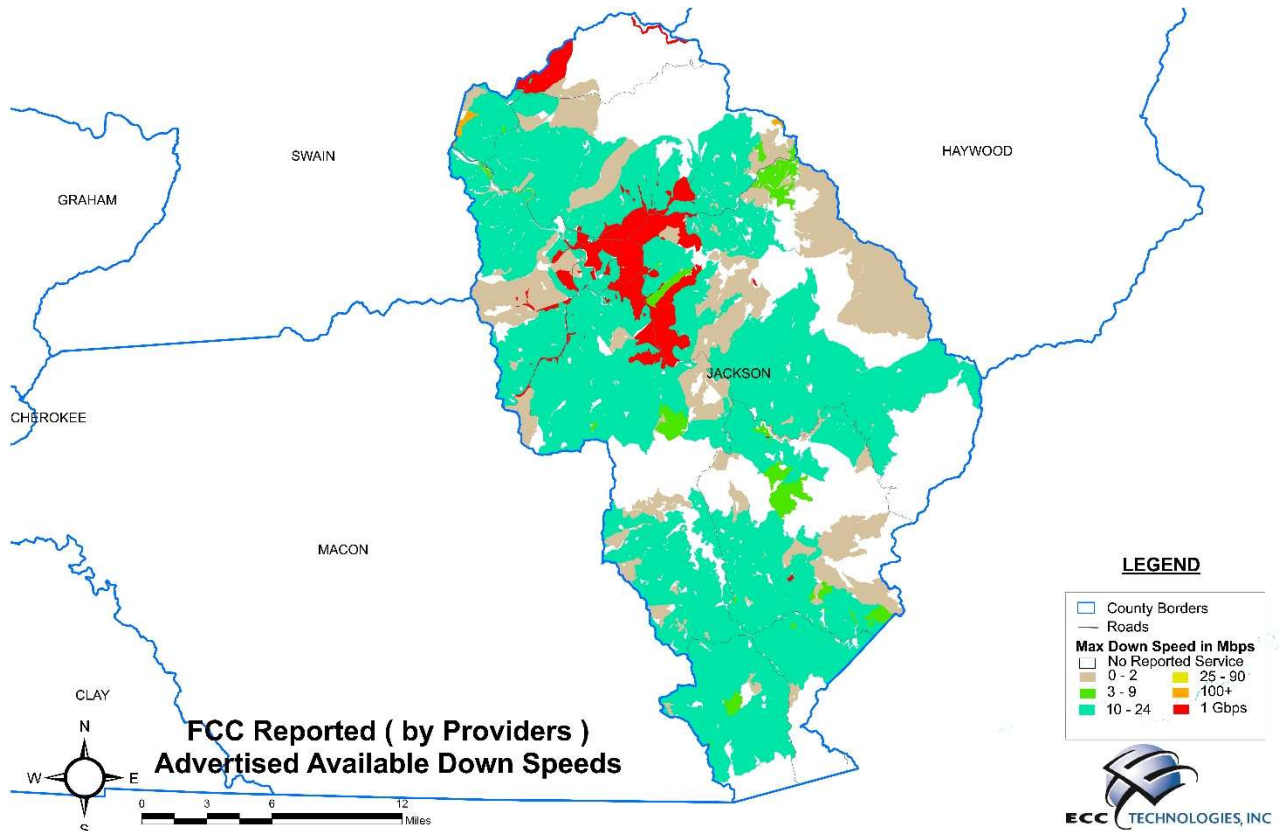 SWAIN
HAYWOOD
GRAHAM
JACKSON
CHEROKEE
MACON
CLAY
FCC Reported ( by Providers )
Advertised Available Down Speeds
N
W E
S
0 3 6 12
Miles
LEGEND
County Borders
Roads
Max Down Speed in Mbps
No Reported Service
0 - 2 25 - 90
3 - 9 100+
10 - 24 1 Gbps
ECC TECHNOLOGIES, INC